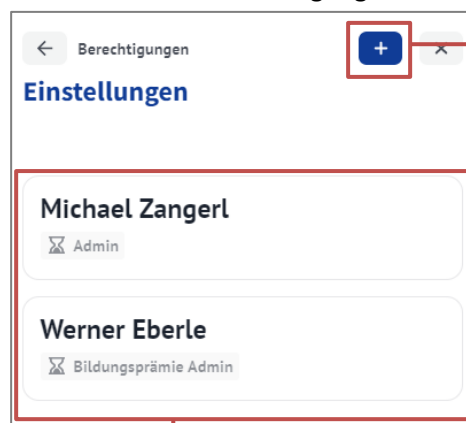 Berechtigungen
Einstellungen
Michael Zangerl
Admin
Werner Eberle
Bildungsprämie Admin